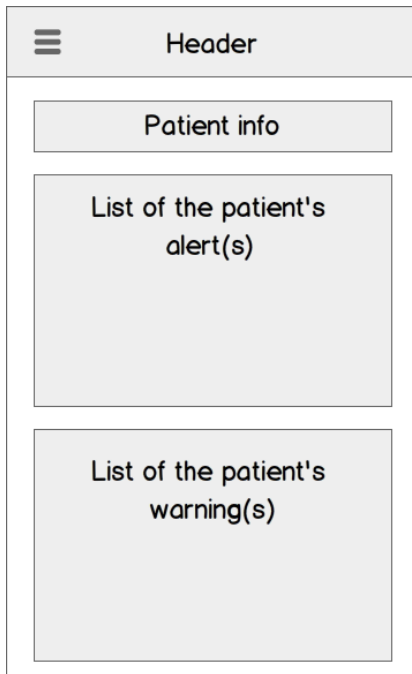 Header
Patient info
List of the patient's
alert(s)
List of the patient's
warning(s)